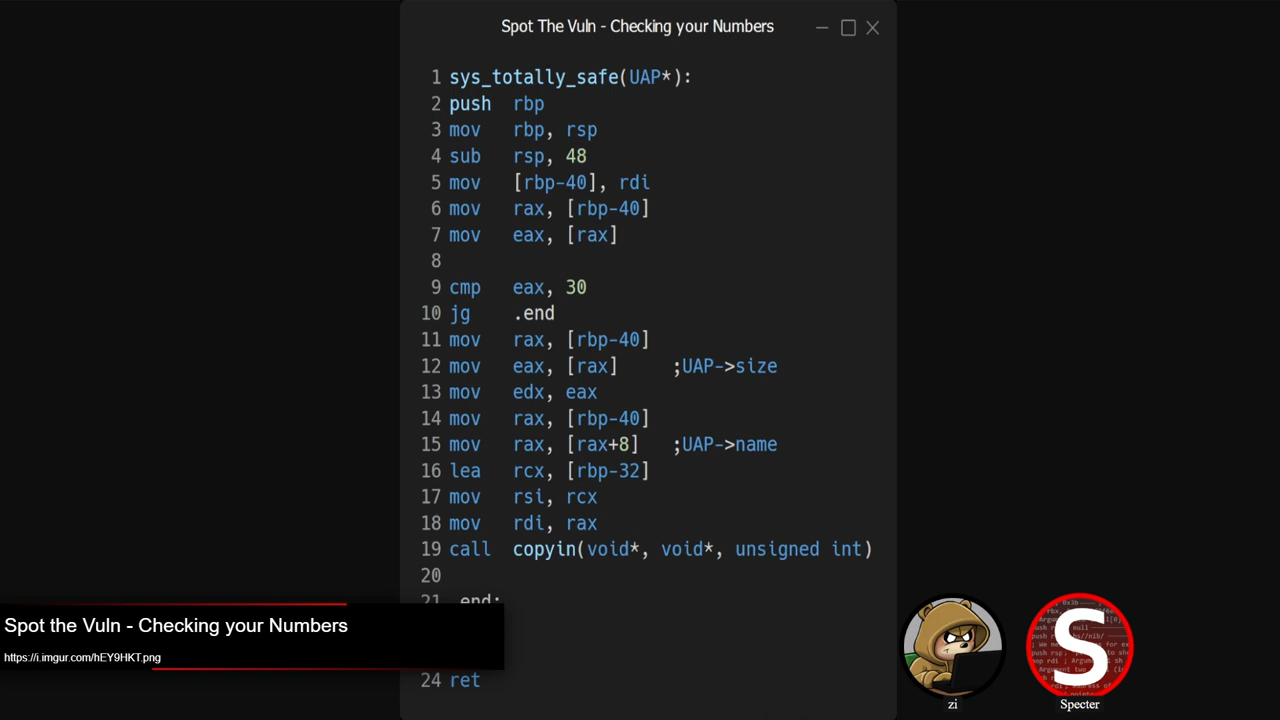 Spot The Vuln - Checking your Numbers
1 sys_totally_safe(UAP*):
2 push rbp
3 mov rbp, rsp
4 sub rsp, 48
5 mov [rbp-40], rdi
6 mov rax, [rbp-40]
7 mov eax, [rax]
8
9 cmp eax, 30
10 jg .end
11 mov rax, [rbp-40]
12 mov eax, [rax] ;UAP->size
13 mov edx, eax
14 mov rax, [rbp-40]
15 mov rax, [rax+8] ;UAP->name
16 lea rcx, [rbp-32]
17 mov rsi, rcx
18 mov rdi, rax
19 call copyin(void*, void*, unsigned int)
20
21 .end:
Spot the Vuln - Checking your Numbers
https://i.imgur.com/hEY9HKT.png
24 ret
S
zi
Specter